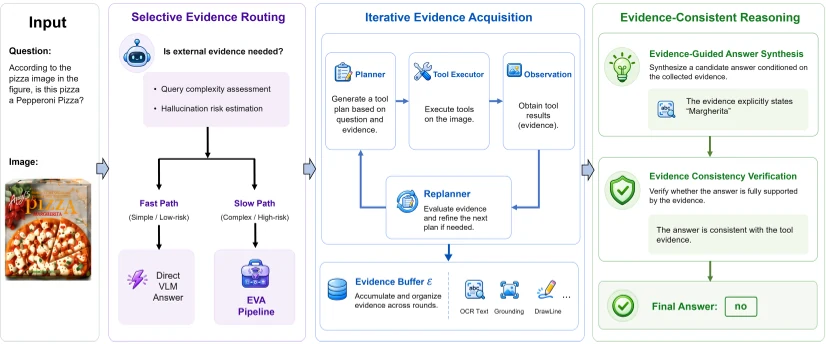 Input
Question:
According to the
pizza image in the
figure, is this pizza
a Pepperoni Pizza?
Image:
Amy's
pizza
MARGHERITA
Selective Evidence Routing
Is external evidence needed?
• Query complexity assessment
• Hallucination risk estimation
Fast Path
(Simple / Low-risk)
Slow Path
(Complex / High-risk)
Direct
VLM
Answer
EVA
Pipeline
Iterative Evidence Acquisition
Planner
Generate a tool
plan based on
question and
evidence.
Tool Executor
Execute tools
on the image.
Observation
Obtain tool
results
(evidence).
Replanner
Evaluate evidence
and refine the next
plan if needed.
Evidence Buffer ℰ
Accumulate and organize
evidence across rounds.
abc
OCR Text
Grounding
DrawLine
...
Evidence-Consistent Reasoning
Evidence-Guided Answer Synthesis
Synthesize a candidate answer conditioned on
the collected evidence.
abc
The evidence explicitly states
“Margherita”
Evidence Consistency Verification
Verify whether the answer is fully supported
by the evidence.
The answer is consistent with the tool
evidence.
Final Answer: no